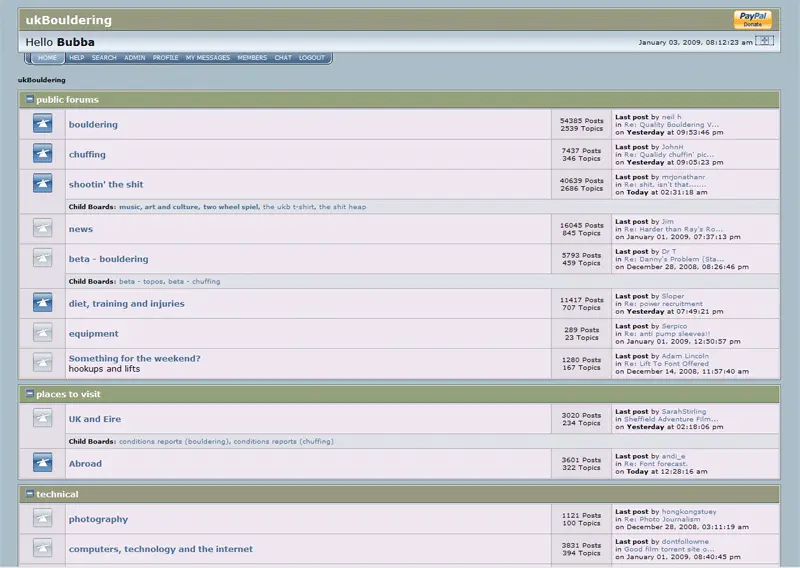 ukBouldering
PayPal
Donate
Hello Bubba
January 03, 2009, 08:12:23 am
HOME HELP SEARCH ADMIN PROFILE MY MESSAGES MEMBERS CHAT LOGOUT
ukBouldering
public forums
bouldering
54385 Posts
2539 Topics
Last post by neil h
in Re: Quality Bouldering V...
on Yesterday at 09:53:46 pm
chuffing
7437 Posts
346 Topics
Last post by JohnH
in Re: Qualidy chuffin' pic...
on Yesterday at 09:05:23 pm
shootin' the shit
40639 Posts
2686 Topics
Last post by mrjonathanr
in Re: shit, isn't that.......
on Today at 02:31:18 am
Child Boards: music, art and culture, two wheel spiel, the ukb t-shirt, the shit heap
news
16045 Posts
845 Topics
Last post by Jim
in Re: Harder than Ray's Ro...
on January 01, 2009, 07:37:13 pm
beta - bouldering
5793 Posts
459 Topics
Last post by Dr T
in Re: Danny's Problem (Sta...
on December 28, 2008, 08:26:46 pm
Child Boards: beta - topos, beta - chuffing
diet, training and injuries
11417 Posts
707 Topics
Last post by Sloper
in Re: power recruitment
on Yesterday at 07:49:21 pm
equipment
289 Posts
23 Topics
Last post by Serpico
in Re: anti pump sleeves!!
on January 01, 2009, 12:50:57 pm
Something for the weekend?
hookups and lifts
1280 Posts
167 Topics
Last post by Adam Lincoln
in Re: Lift To Font Offered
on December 14, 2008, 11:57:40 am
places to visit
UK and Eire
3020 Posts
234 Topics
Last post by SarahStirling
in Sheffield Adventure Film...
on Yesterday at 02:18:06 pm
Child Boards: conditions reports (bouldering), conditions reports (chuffing)
Abroad
3601 Posts
322 Topics
Last post by andi_e
in Re: Font forecast.
on Today at 12:28:16 am
technical
photography
1121 Posts
100 Topics
Last post by hongkongstuey
in Re: Photo Journalism
on December 28, 2008, 03:11:19 am
computers, technology and the internet
3831 Posts
394 Topics
Last post by dontfollowme
in Good film torrent site o...
on January 01, 2009, 08:40:45 pm